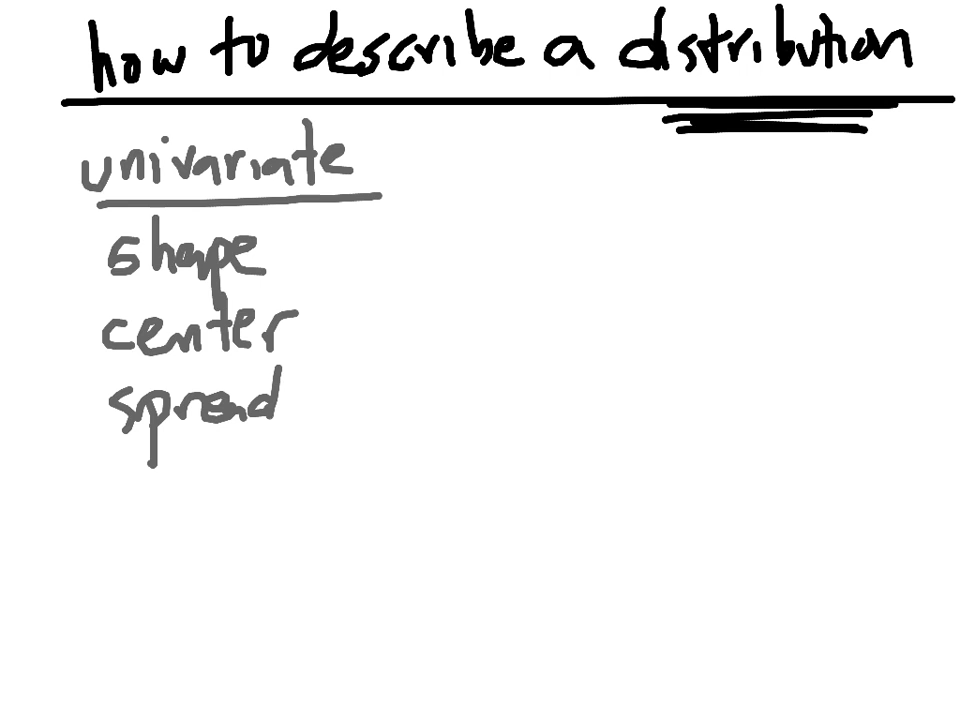 how to describe a distribution
univariate
shape
center
spread